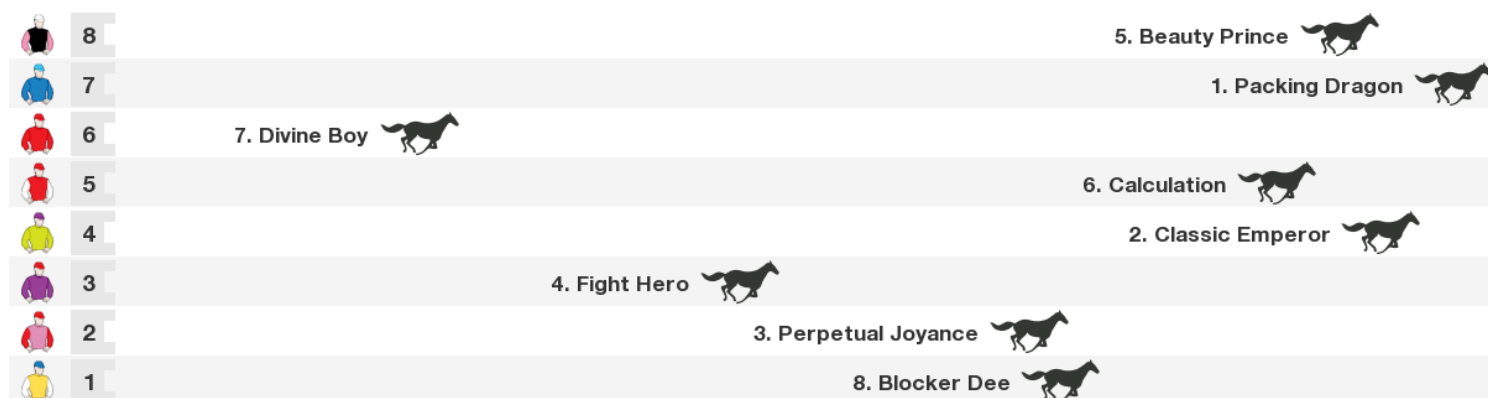 8 5. Beauty Prince
7 1. Packing Dragon
6 7. Divine Boy
5 6. Calculation
4 2. Classic Emperor
3 4. Fight Hero
2 3. Perpetual Joyance
1 8. Blocker Dee